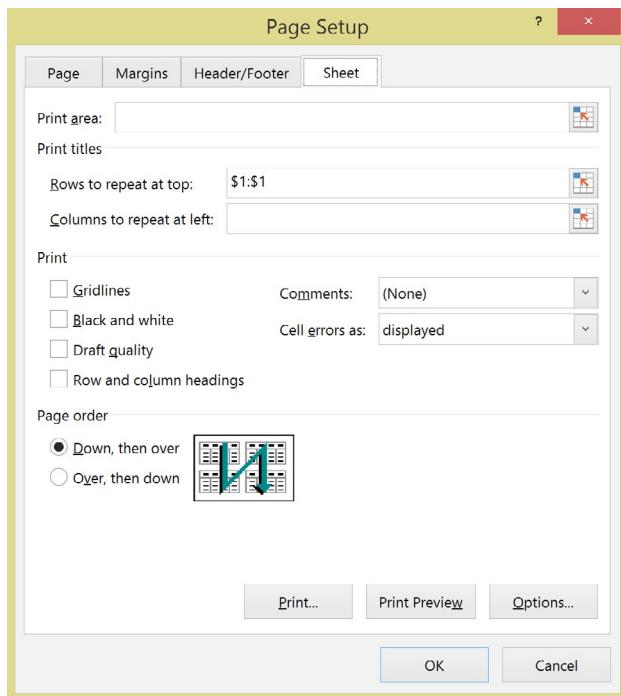 Page Setup ? ×
Page Margins Header/Footer Sheet
Print area:
Print titles
Rows to repeat at top: $1:$1
Columns to repeat at left:
Print
Gridlines Comments: (None)
Black and white Cell errors as: displayed
Draft quality
Row and column headings
Page order
Down, then over
Over, then down
Print... Print Preview Options...
OK Cancel